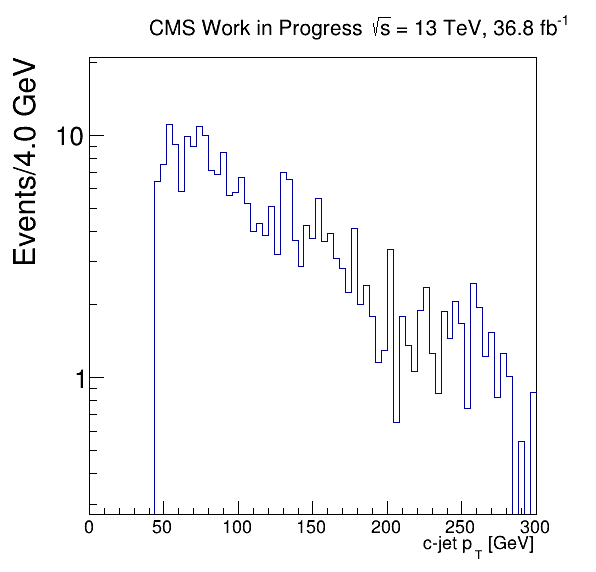 CMS Work in Progress √s = 13 TeV, 36.8 fb⁻¹
Events/4.0 GeV
10
1
0 50 100 150 200 250 300
c-jet p_T [GeV]